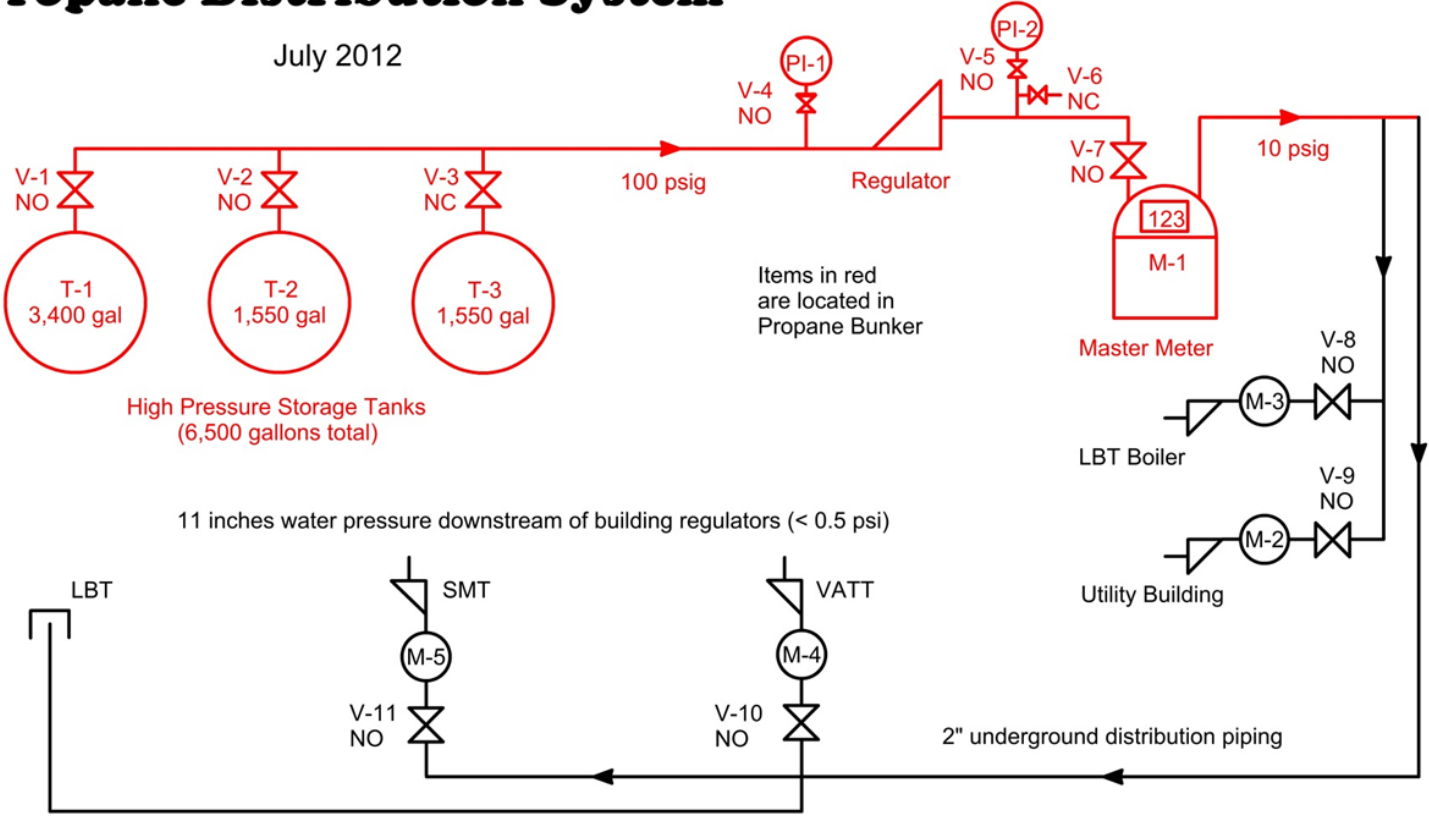 Distribution System
July 2012
PI-1
PI-2
V-4
NO
V-5
NO
V-6
NC
V-1
NO
V-2
NO
V-3
NC
100 psig
Regulator
V-7
NO
10 psig
123
M-1
Master Meter
T-1
3,400 gal
T-2
1,550 gal
T-3
1,550 gal
Items in red
are located in
Propane Bunker
High Pressure Storage Tanks
(6,500 gallons total)
V-8
NO
M-3
LBT Boiler
V-9
NO
M-2
Utility Building
11 inches water pressure downstream of building regulators (< 0.5 psi)
LBT
SMT
VATT
M-5
M-4
V-11
NO
V-10
NO
2" underground distribution piping